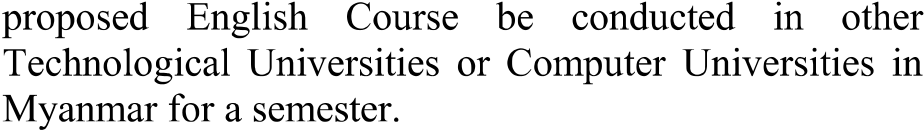 proposed English Course be conducted in other
Technological Universities or Computer Universities in
Myanmar for a semester.